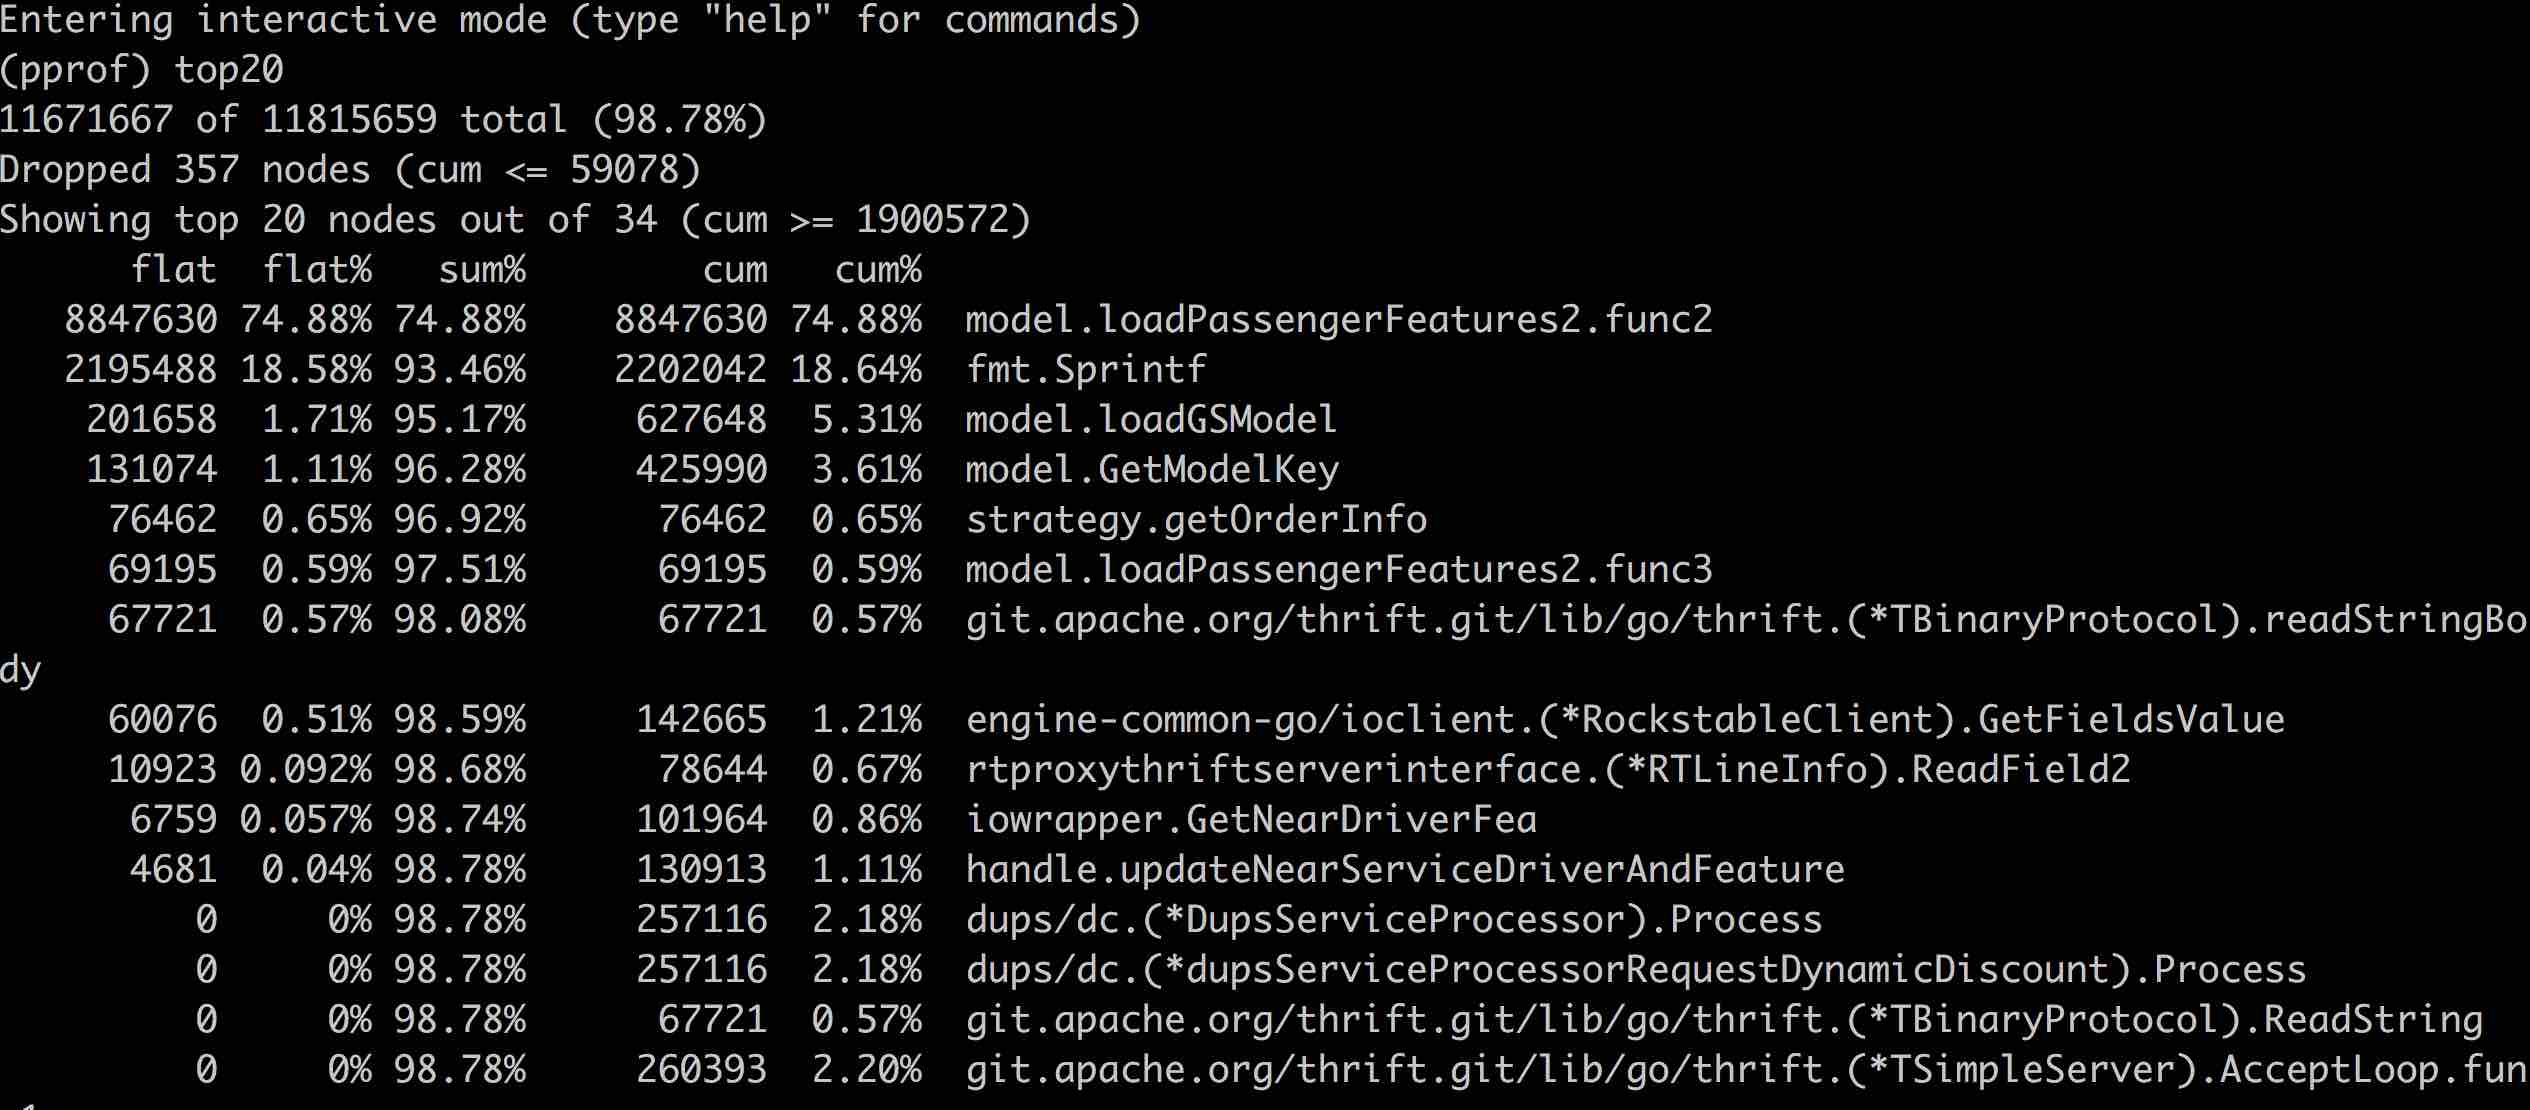 Entering interactive mode (type "help" for commands)
(pprof) top20
11671667 of 11815659 total (98.78%)
Dropped 357 nodes (cum <= 59078)
Showing top 20 nodes out of 34 (cum >= 1900572)
flat flat% sum% cum cum%
8847630 74.88% 74.88% 8847630 74.88% model.loadPassengerFeatures2.func2
2195488 18.58% 93.46% 2202042 18.64% fmt.Sprintf
201658 1.71% 95.17% 627648 5.31% model.loadGSModel
131074 1.11% 96.28% 425990 3.61% model.GetModelKey
76462 0.65% 96.92% 76462 0.65% strategy.getOrderInfo
69195 0.59% 97.51% 69195 0.59% model.loadPassengerFeatures2.func3
67721 0.57% 98.08% 67721 0.57% git.apache.org/thrift.git/lib/go/thrift.(*TBinaryProtocol).readStringBo
dy
60076 0.51% 98.59% 142665 1.21% engine-common-go/ioclient.(*RockstableClient).GetFieldsValue
10923 0.092% 98.68% 78644 0.67% rtproxythriftserverinterface.(*RTLineInfo).ReadField2
6759 0.057% 98.74% 101964 0.86% iowrapper.GetNearDriverFea
4681 0.04% 98.78% 130913 1.11% handle.updateNearServiceDriverAndFeature
0 0% 98.78% 257116 2.18% dups/dc.(*DupsServiceProcessor).Process
0 0% 98.78% 257116 2.18% dups/dc.(*dupsServiceProcessorRequestDynamicDiscount).Process
0 0% 98.78% 67721 0.57% git.apache.org/thrift.git/lib/go/thrift.(*TBinaryProtocol).ReadString
0 0% 98.78% 260393 2.20% git.apache.org/thrift.git/lib/go/thrift.(*TSimpleServer).AcceptLoop.fun